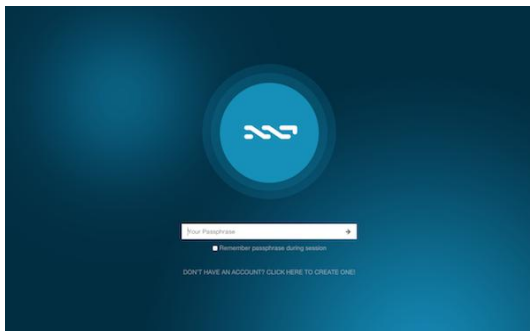 Your Passphrase
Remember passphrase during session
DON'T HAVE AN ACCOUNT? CLICK HERE TO CREATE ONE!